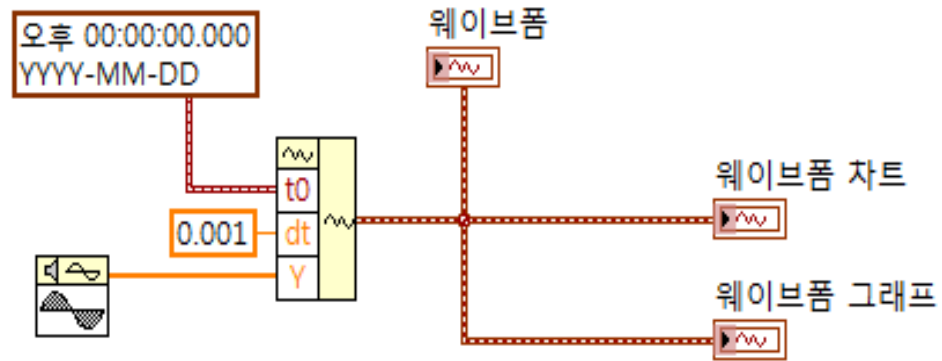 웨이브폼
오후 00:00:00.000
YYYY-MM-DD
t0
0.001
dt
Y
웨이브폼 차트
웨이브폼 그래프